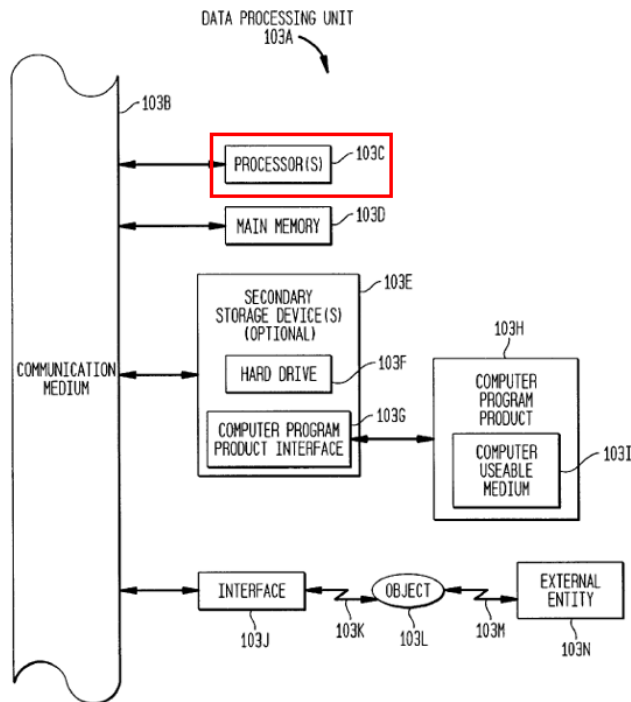 DATA PROCESSING UNIT
103A
103B
PROCESSOR(S)
103C
MAIN MEMORY
103D
103E
SECONDARY
STORAGE DEVICE(S)
(OPTIONAL)
HARD DRIVE
103F
COMPUTER PROGRAM
PRODUCT INTERFACE
103G
103H
COMPUTER
PROGRAM
PRODUCT
COMPUTER
USEABLE
MEDIUM
103I
COMMUNICATION
MEDIUM
INTERFACE
103J
103K
OBJECT
103L
103M
EXTERNAL
ENTITY
103N